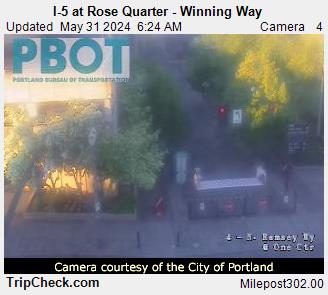 I-5 at Rose Quarter - Winning Way
Updated May 31 2024 6:24 AM Camera 4
PBOT
PORTLAND BUREAU OF TRANSPORTATION
4 - N. Ramsey Wy
@ One Ctr
Camera courtesy of the City of Portland
TripCheck.com Milepost302.00